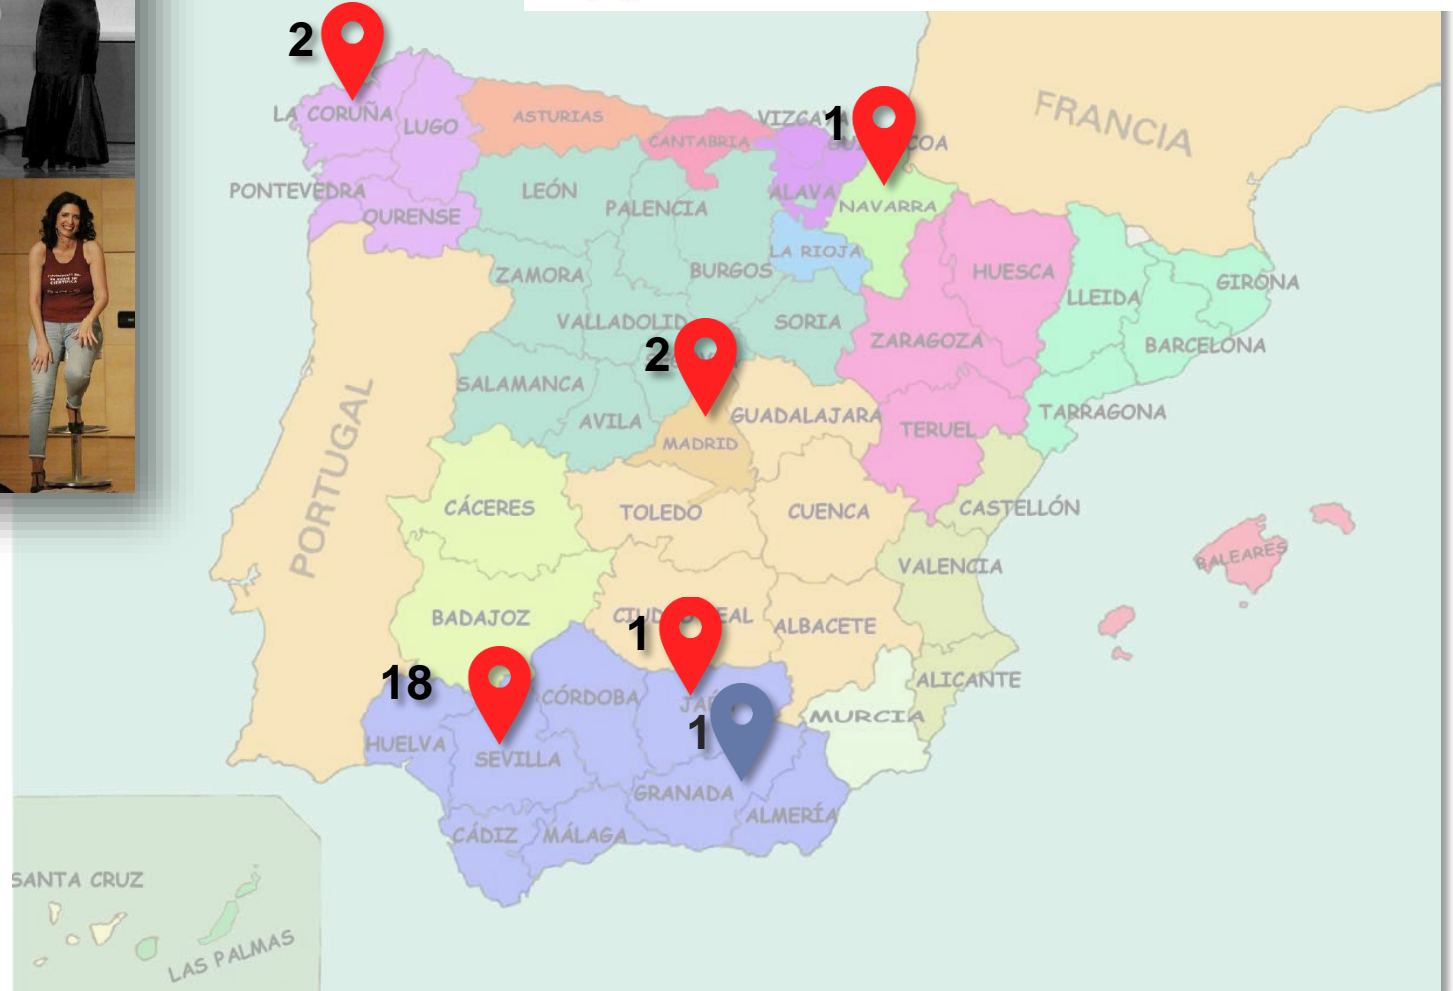 2
LA CORUÑA
LUGO
ASTURIAS
CANTABRIA
1
FRANCIA
PONTEVEDRA
OURENSE
LEÓN
PALENCIA
ALAVA
NAVARRA
ZAMORA
BURGOS
LA RIOJA
HUESCA
LLEIDA
GIRONA
VALLADOLID
SORIA
ZARAGOZA
BARCELONA
2
SALAMANCA
AVILA
MADRID
GUADALAJARA
TERUEL
TARRAGONA
PORTUGAL
CÁCERES
TOLEDO
CUENCA
CASTELLÓN
VALENCIA
BALEARES
BADAJOZ
1
ALBACETE
18
CÓRDOBA
ALICANTE
1
MURCIA
HUELVA
SEVILLA
GRANADA
ALMERÍA
CÁDIZ
MÁLAGA
SANTA CRUZ
LAS PALMAS